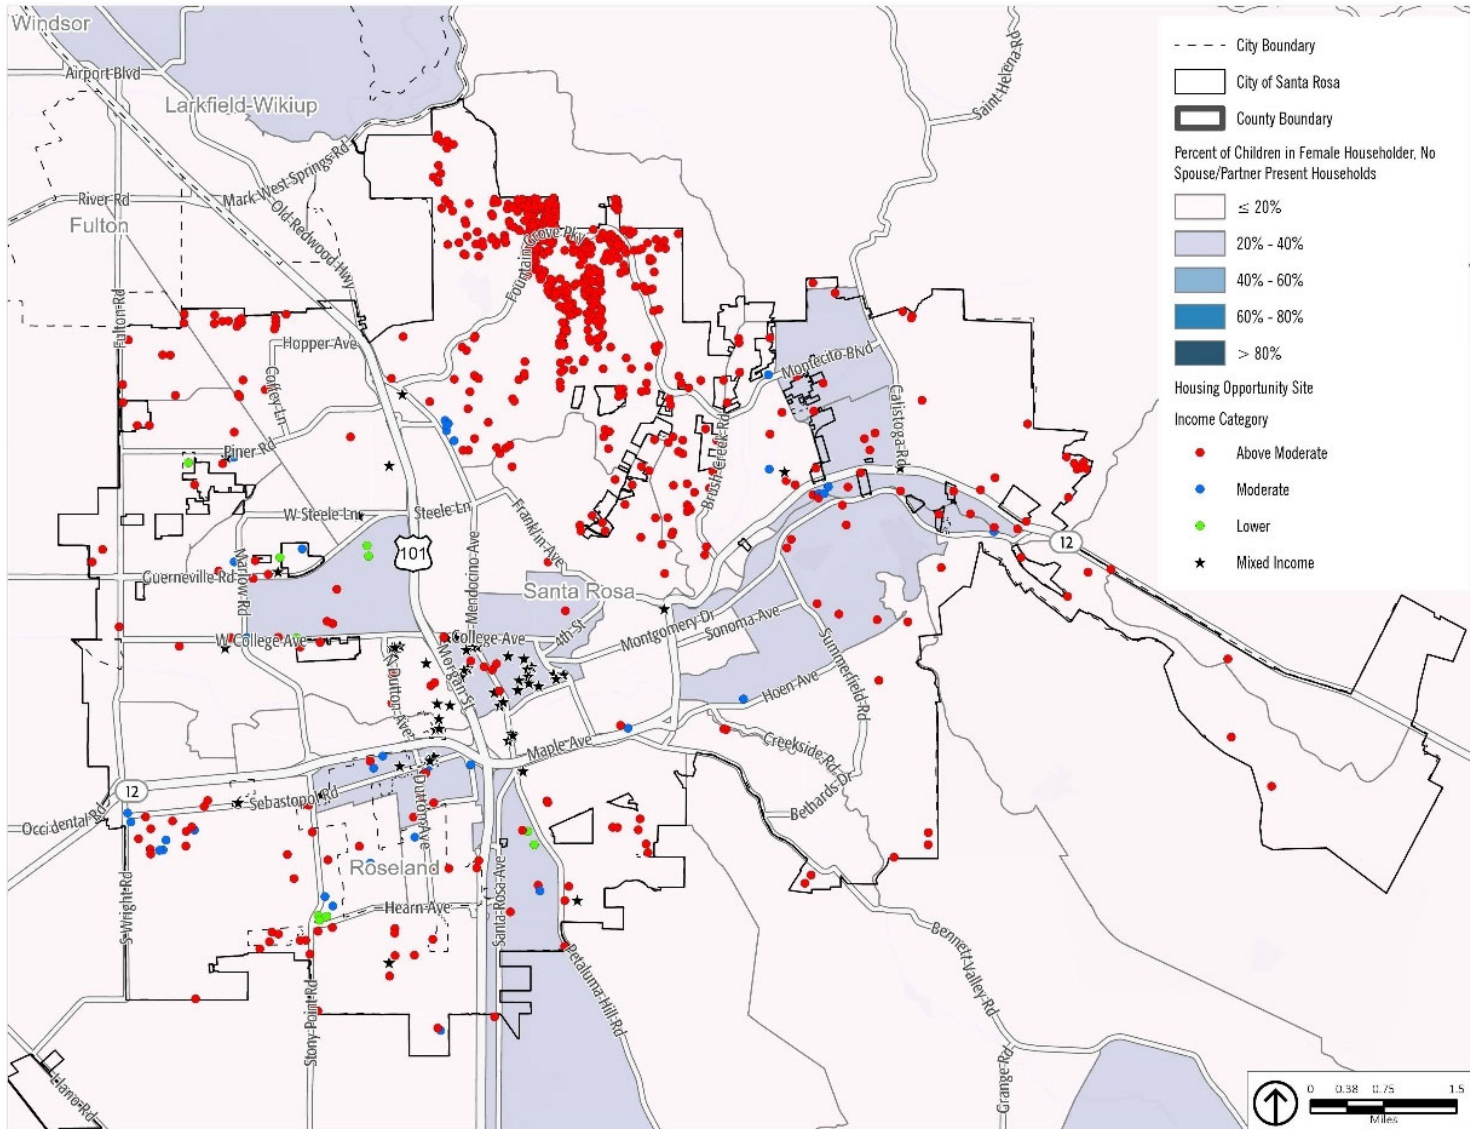 Windsor
Airport Blvd
Larkfield-Wikiup
Saint-Helena-Rd
Mark West Springs Rd
River Rd
Old-Redwood-Hwy
Fulton
Fountain Grove Pky
Fulton-Rd
Hopper Ave
Coffey-Ln
Montecito Blvd
Calistoga-Rd
Piner Rd
Brush-Creek-Rd
W Steele-Ln
Steele-Ln
Franklin-Ave
101
Mendocino-Ave
12
Guerneville-Rd
Marlow-Rd
Santa Rosa
W-College-Ave
College-Ave
4th-St
Montgomery-Dr
Sonoma-Ave
Summerfield-Rd
N-Dutton-Ave
Morgan-St
Hoen-Ave
Maple-Ave
Creekside-Rd
Bethards-Dr
12
Sebastopol Rd
Occidental-Rd
Dutton-Ave
Roseland
S-Wright-Rd
Hearn-Ave
Santa-Rosa-Ave
Stony-Point-Rd
Petaluma-Hill-Rd
Bennett-Valley-Rd
Grange-Rd
Llano-Rd
City Boundary
City of Santa Rosa
County Boundary
Percent of Children in Female Householder, No
Spouse/Partner Present Households
≤ 20%
20% - 40%
40% - 60%
60% - 80%
> 80%
Housing Opportunity Site
Income Category
Above Moderate
Moderate
Lower
Mixed Income
0 0.38 0.75 1.5
Miles